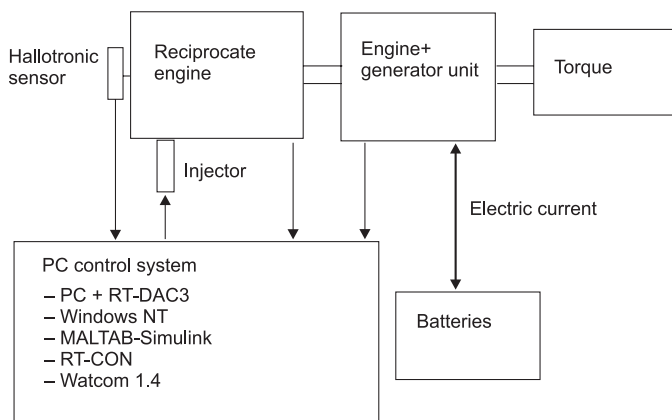 Hallotronic
sensor
Reciprocate
engine
Engine+
generator unit
Torque
Injector
Electric current
PC control system
– PC + RT-DAC3
– Windows NT
– MALTAB-Simulink
– RT-CON
– Watcom 1.4
Batteries